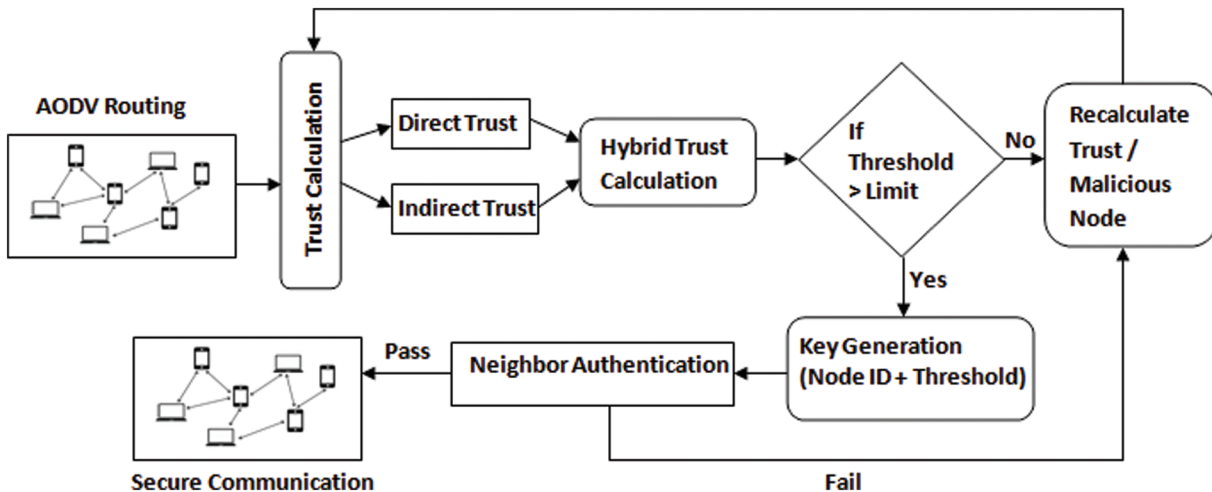 AODV Routing
Trust Calculation
Direct Trust
Indirect Trust
Hybrid Trust
Calculation
If
Threshold
> Limit
No
Recalculate
Trust /
Malicious
Node
Yes
Key Generation
(Node ID + Threshold)
Neighbor Authentication
Pass
Secure Communication
Fail